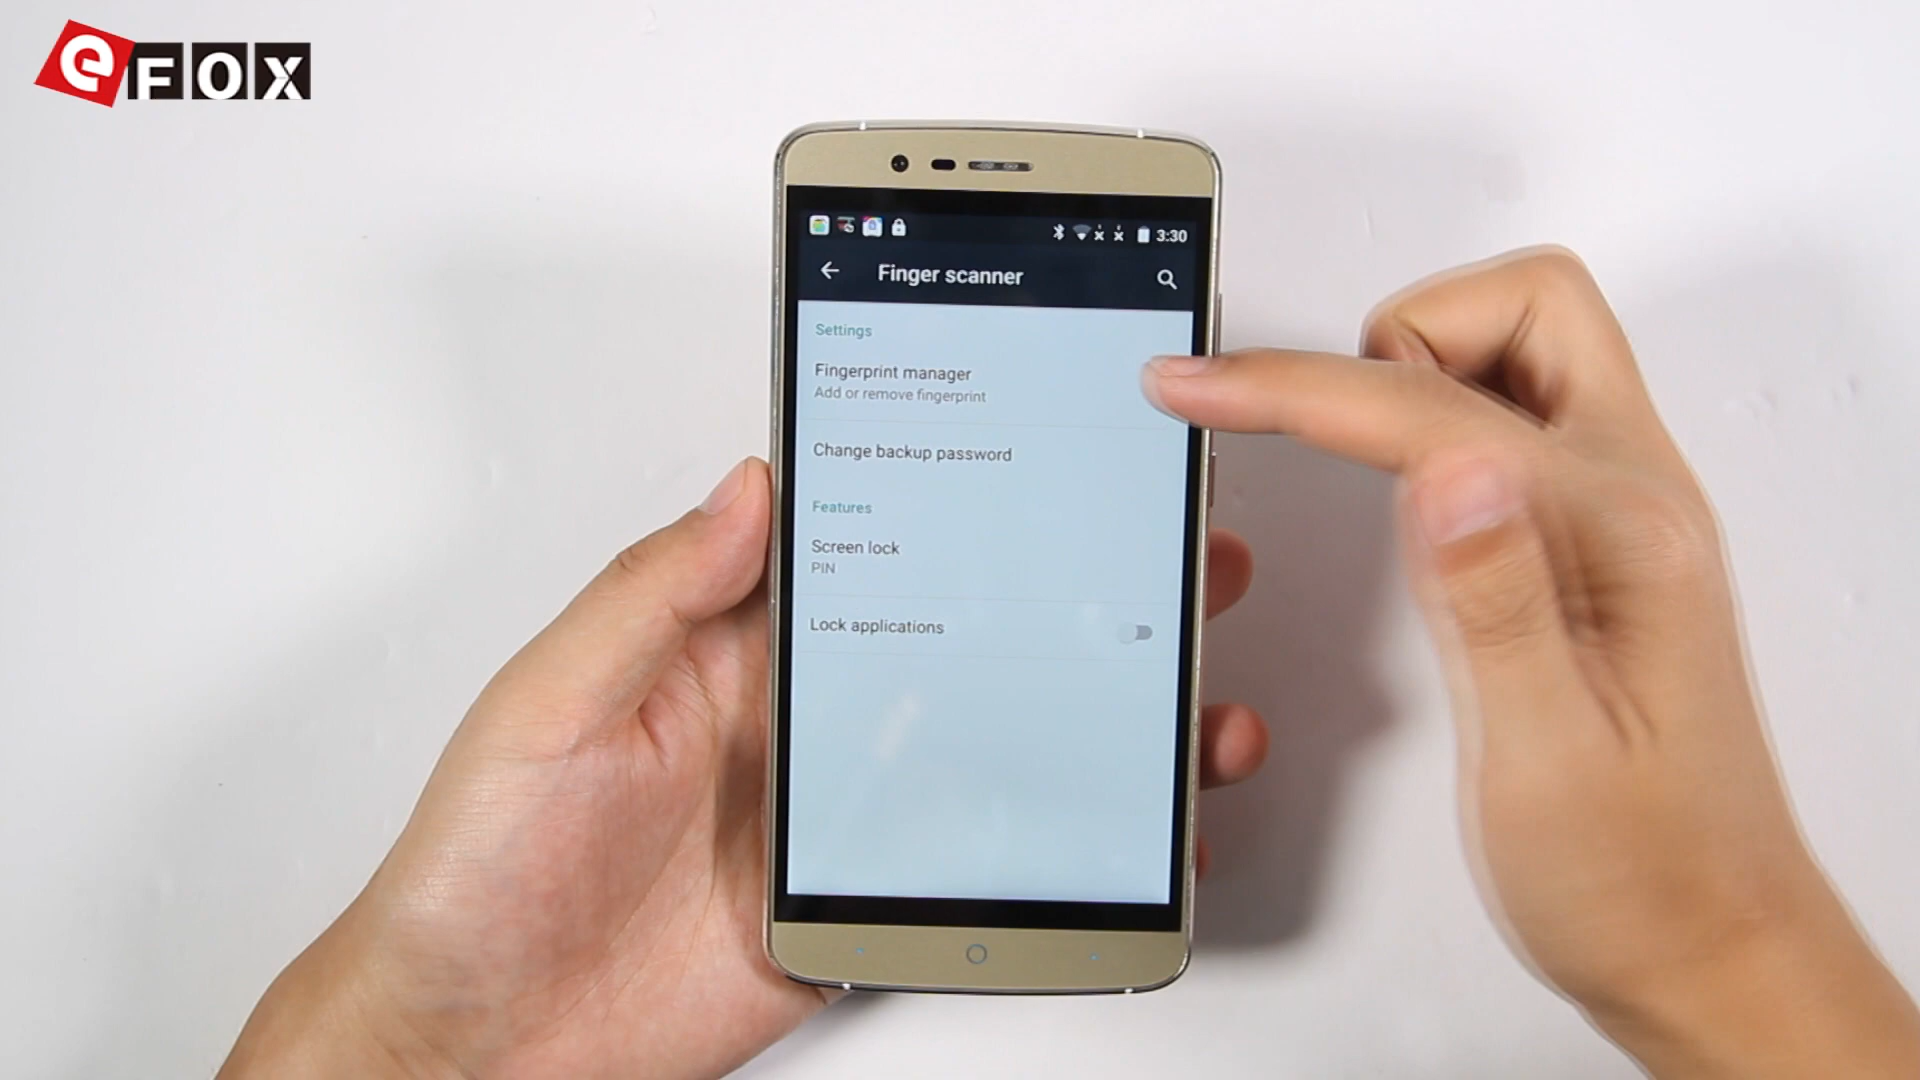 eFOX
3:30
Finger scanner
Settings
Fingerprint manager
Add or remove fingerprint
Change backup password
Features
Screen lock
PIN
Lock applications